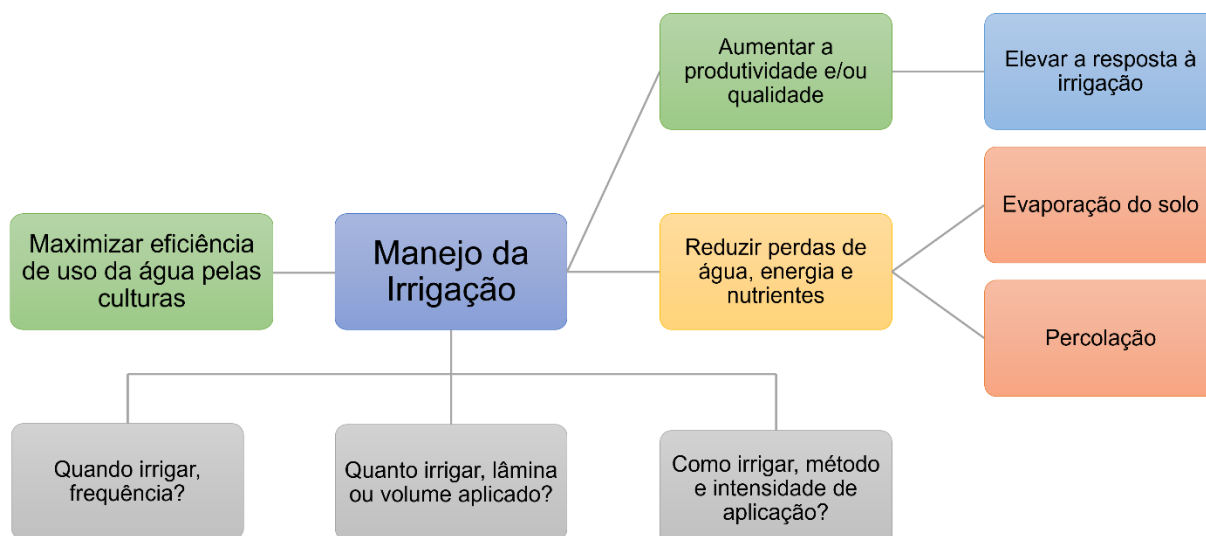 Aumentar a
produtividade e/ou
qualidade
Elevar a resposta à
irrigação
Maximizar eficiência
de uso da água pelas
culturas
Manejo da
Irrigação
Reduzir perdas de
água, energia e
nutrientes
Evaporação do solo
Percolação
Quando irrigar,
frequência?
Quanto irrigar, lâmina
ou volume aplicado?
Como irrigar, método
e intensidade de
aplicação?